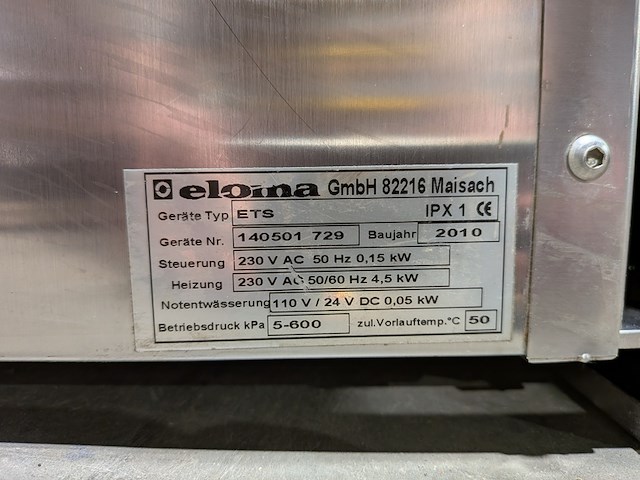 eloma GmbH 82216 Maisach
Geräte Typ ETS IPX 1 CE
Geräte Nr. 140501 729 Baujahr 2010
Steuerung 230 V AC 50 Hz 0,15 kW
Heizung 230 V AC 50/60 Hz 4,5 kW
Notentwässerung 110 V / 24 V DC 0,05 kW
Betriebsdruck kPa 5-600 zul.Vorlauftemp.°C 50